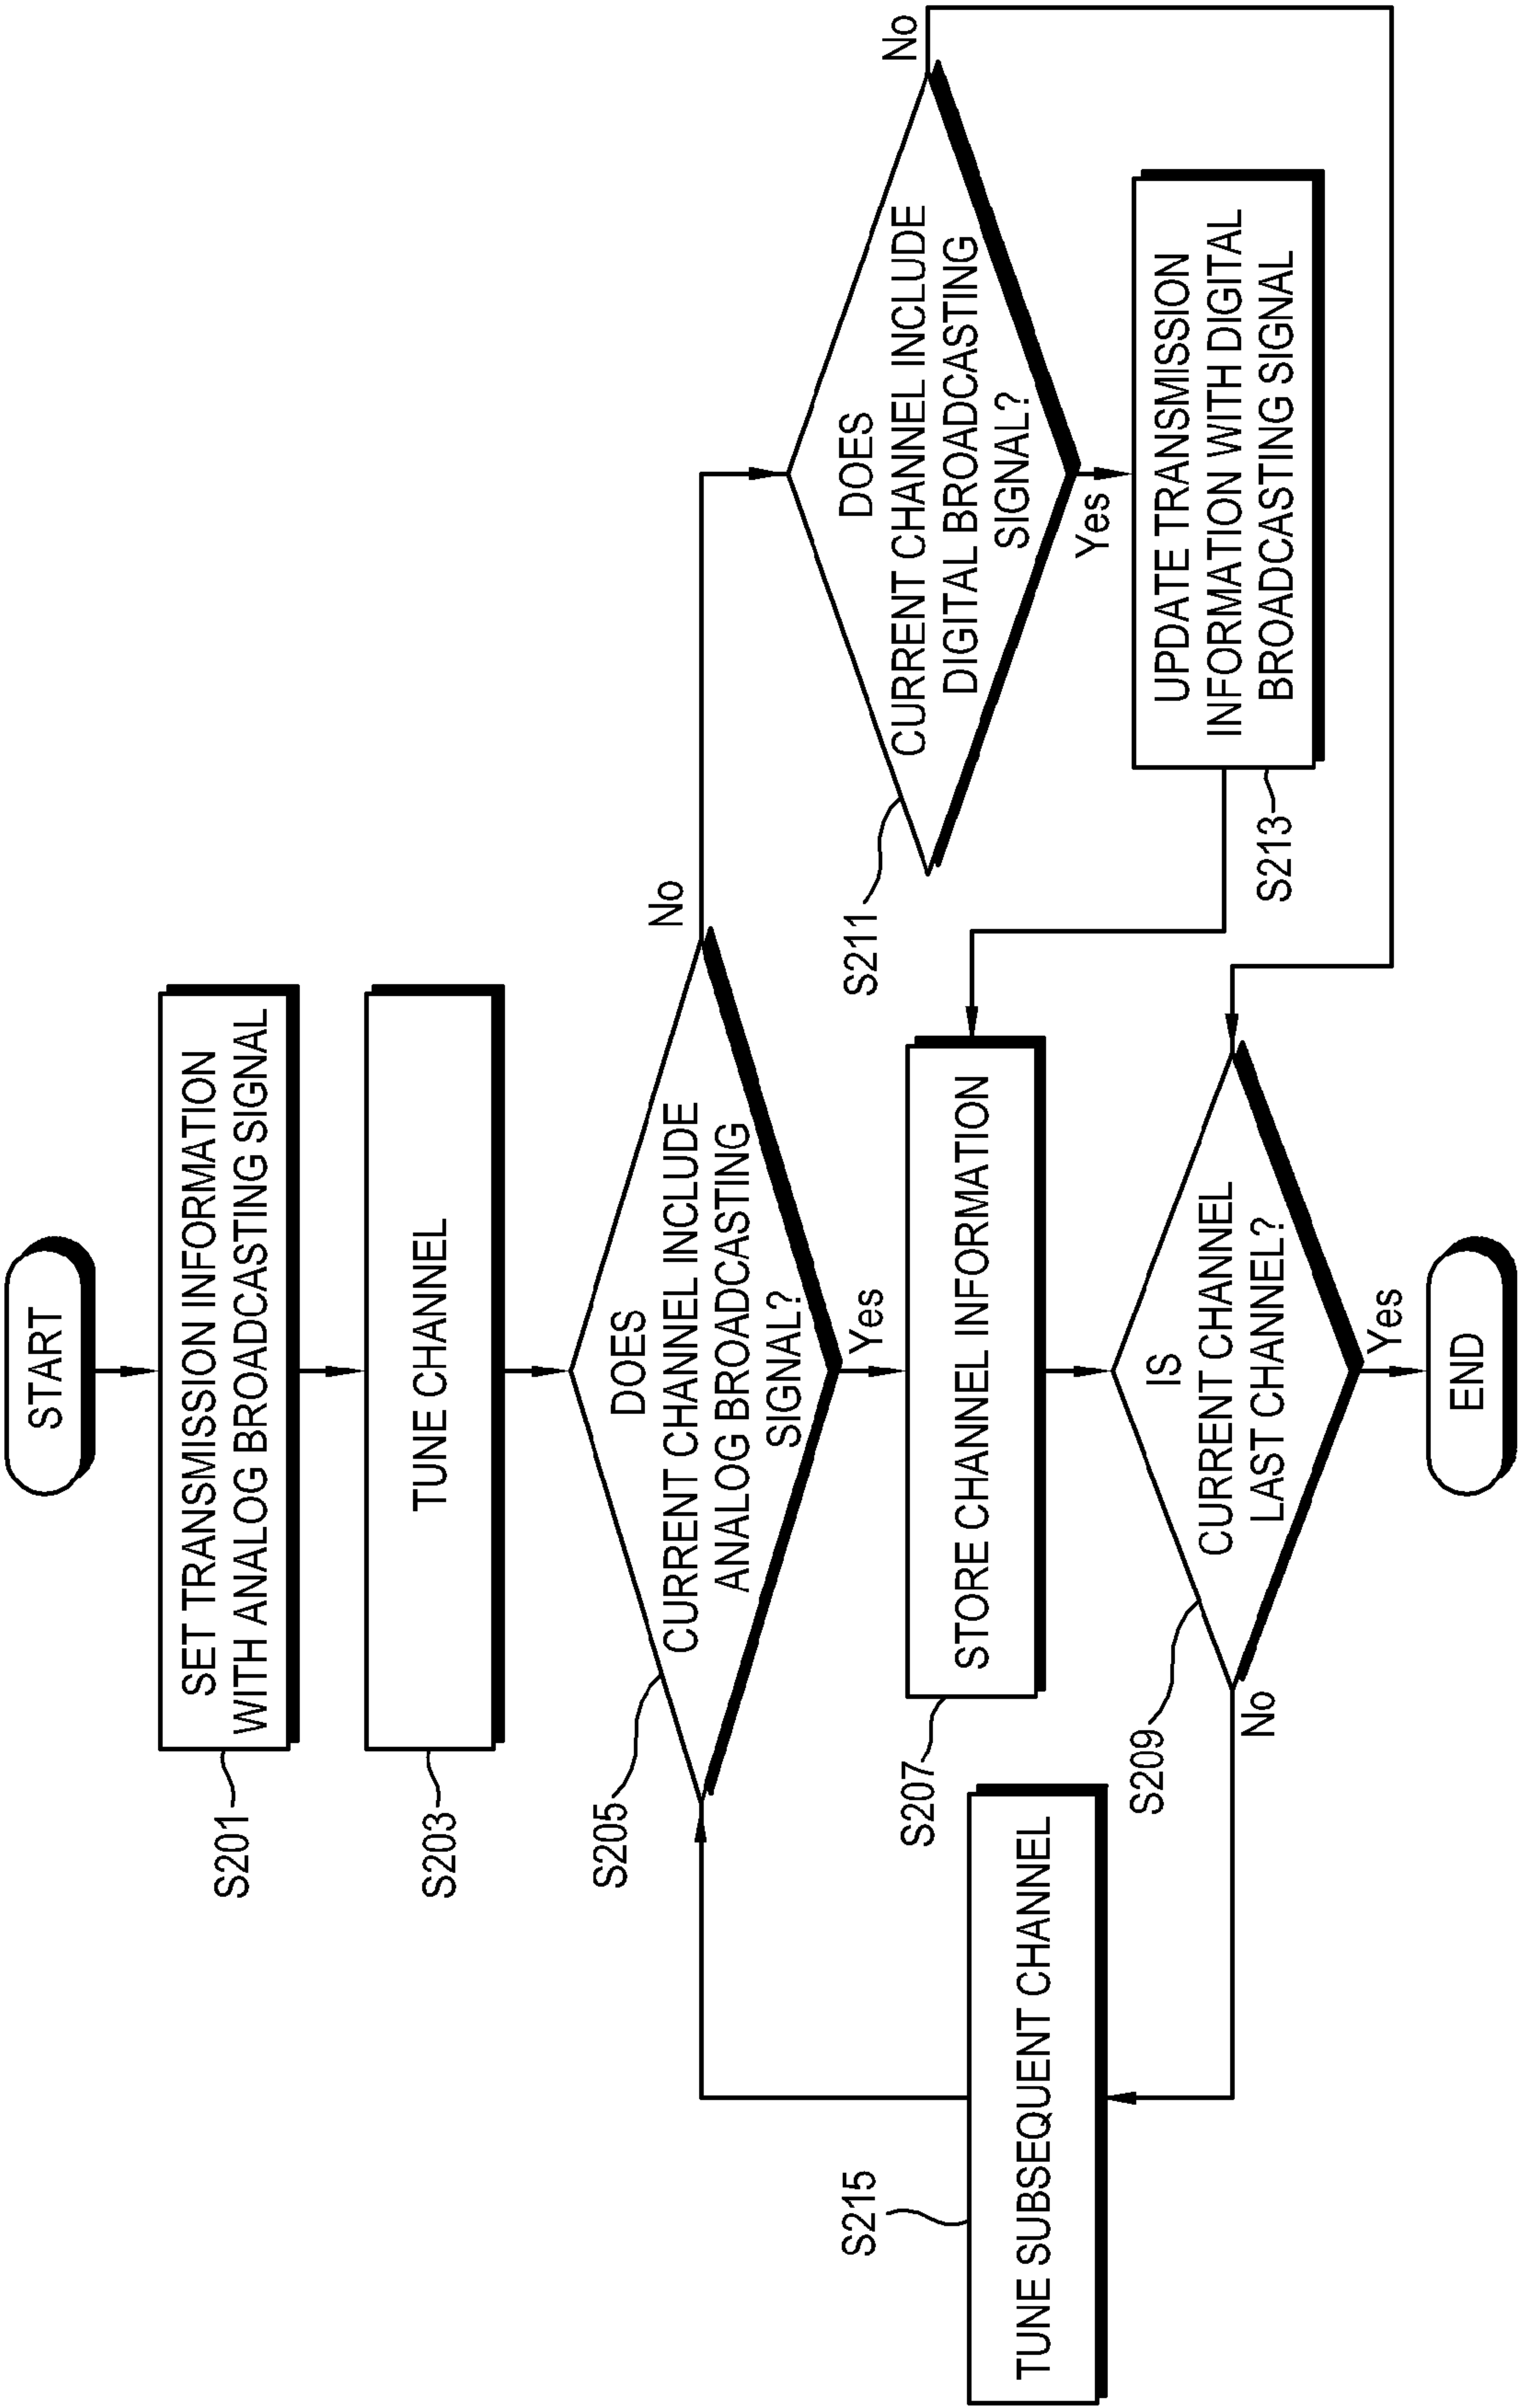 START
SET TRANSMISSION INFORMATION
WITH ANALOG BROADCASTING SIGNAL
S201
TUNE CHANNEL
S203
DOES
CURRENT CHANNEL INCLUDE
ANALOG BROADCASTING
SIGNAL?
S205
No
Yes
STORE CHANNEL INFORMATION
S207
IS
CURRENT CHANNEL
LAST CHANNEL?
S209
No
Yes
END
DOES
CURRENT CHANNEL INCLUDE
DIGITAL BROADCASTING
SIGNAL?
S211
No
Yes
UPDATE TRANSMISSION
INFORMATION WITH DIGITAL
BROADCASTING SIGNAL
S213
TUNE SUBSEQUENT CHANNEL
S215